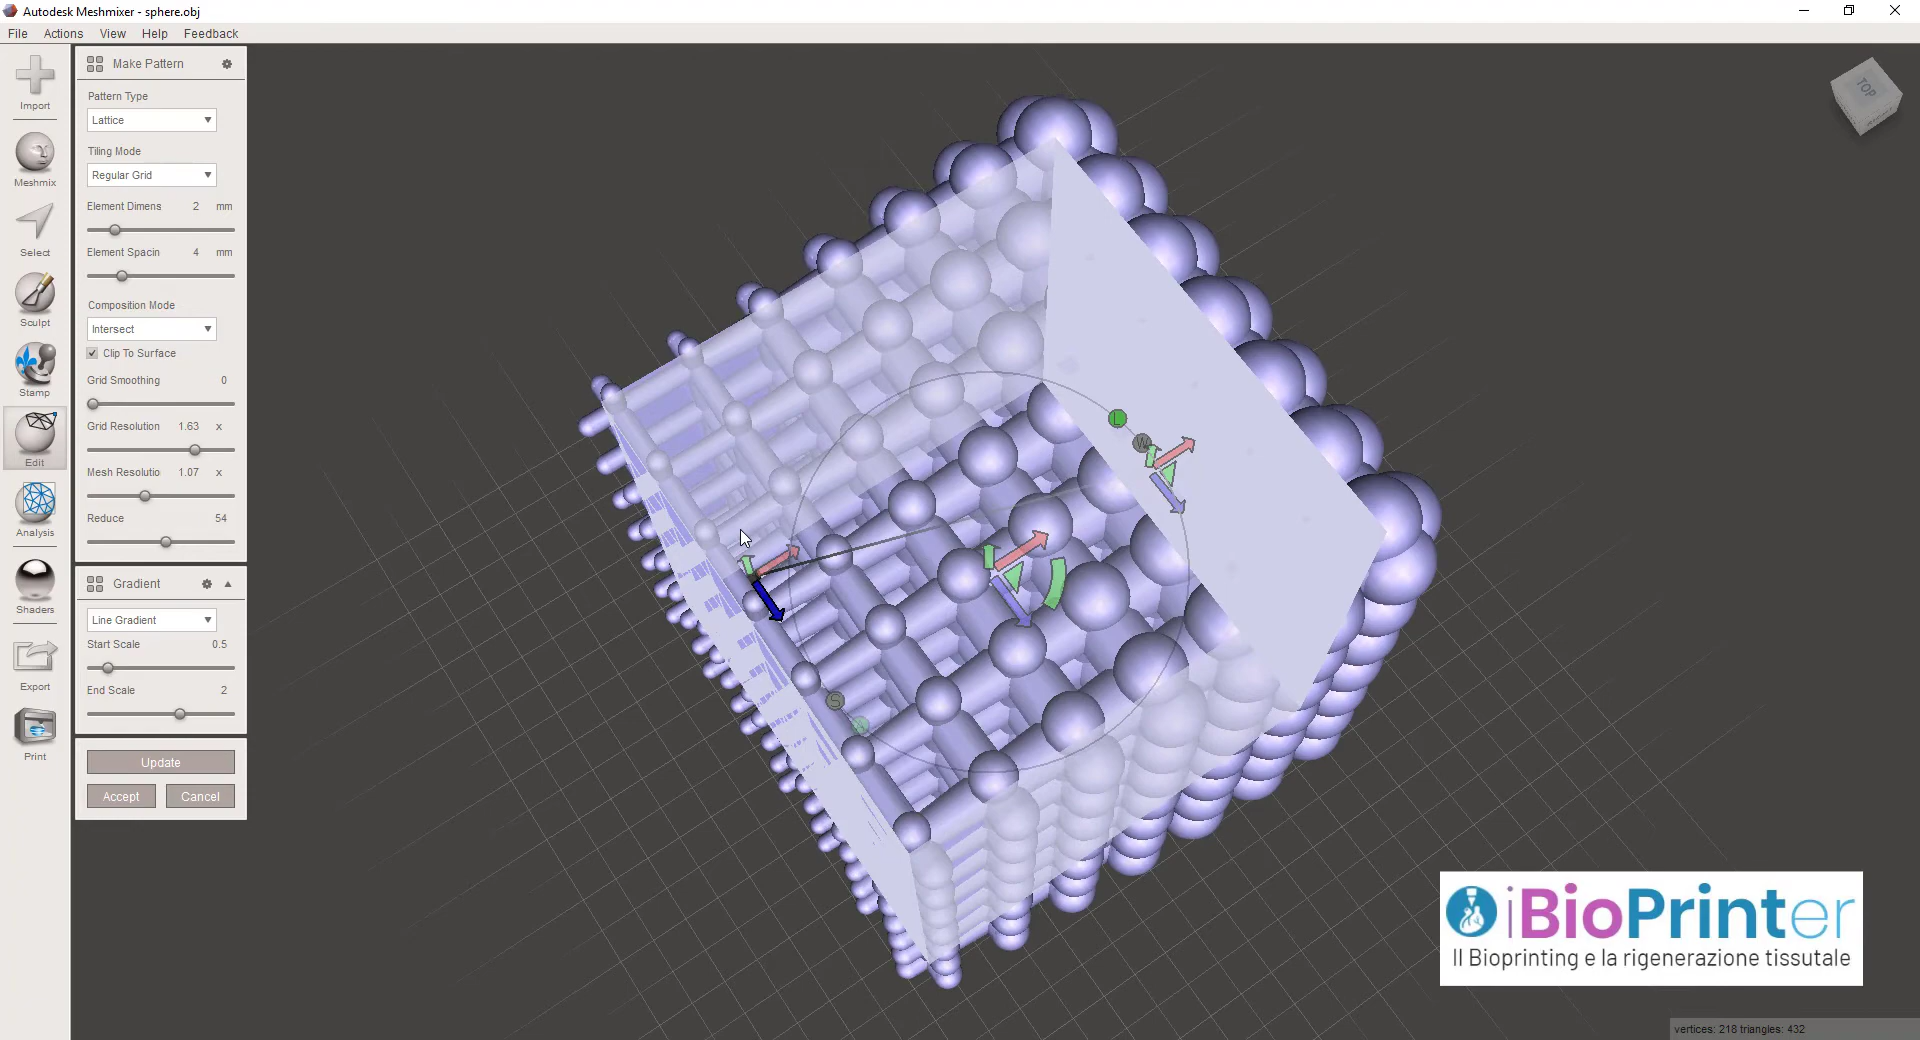 Autodesk Meshmixer - sphere.obj
File Actions View Help Feedback
Import
Meshmix
Select
Sculpt
Stamp
Edit
Analysis
Shaders
Export
Print
Make Pattern
Pattern Type
Lattice
Tiling Mode
Regular Grid
Element Dimens 2 mm
Element Spacin 4 mm
Composition Mode
Intersect
Clip To Surface
Grid Smoothing 0
Grid Resolution 1.63 x
Mesh Resolutio 1.07 x
Reduce 54
Gradient
Line Gradient
Start Scale 0.5
End Scale 2
Update
Accept Cancel
TOP
L
W
S
A
iBioPrinter
Il Bioprinting e la rigenerazione tissutale
vertices: 218 triangles: 432